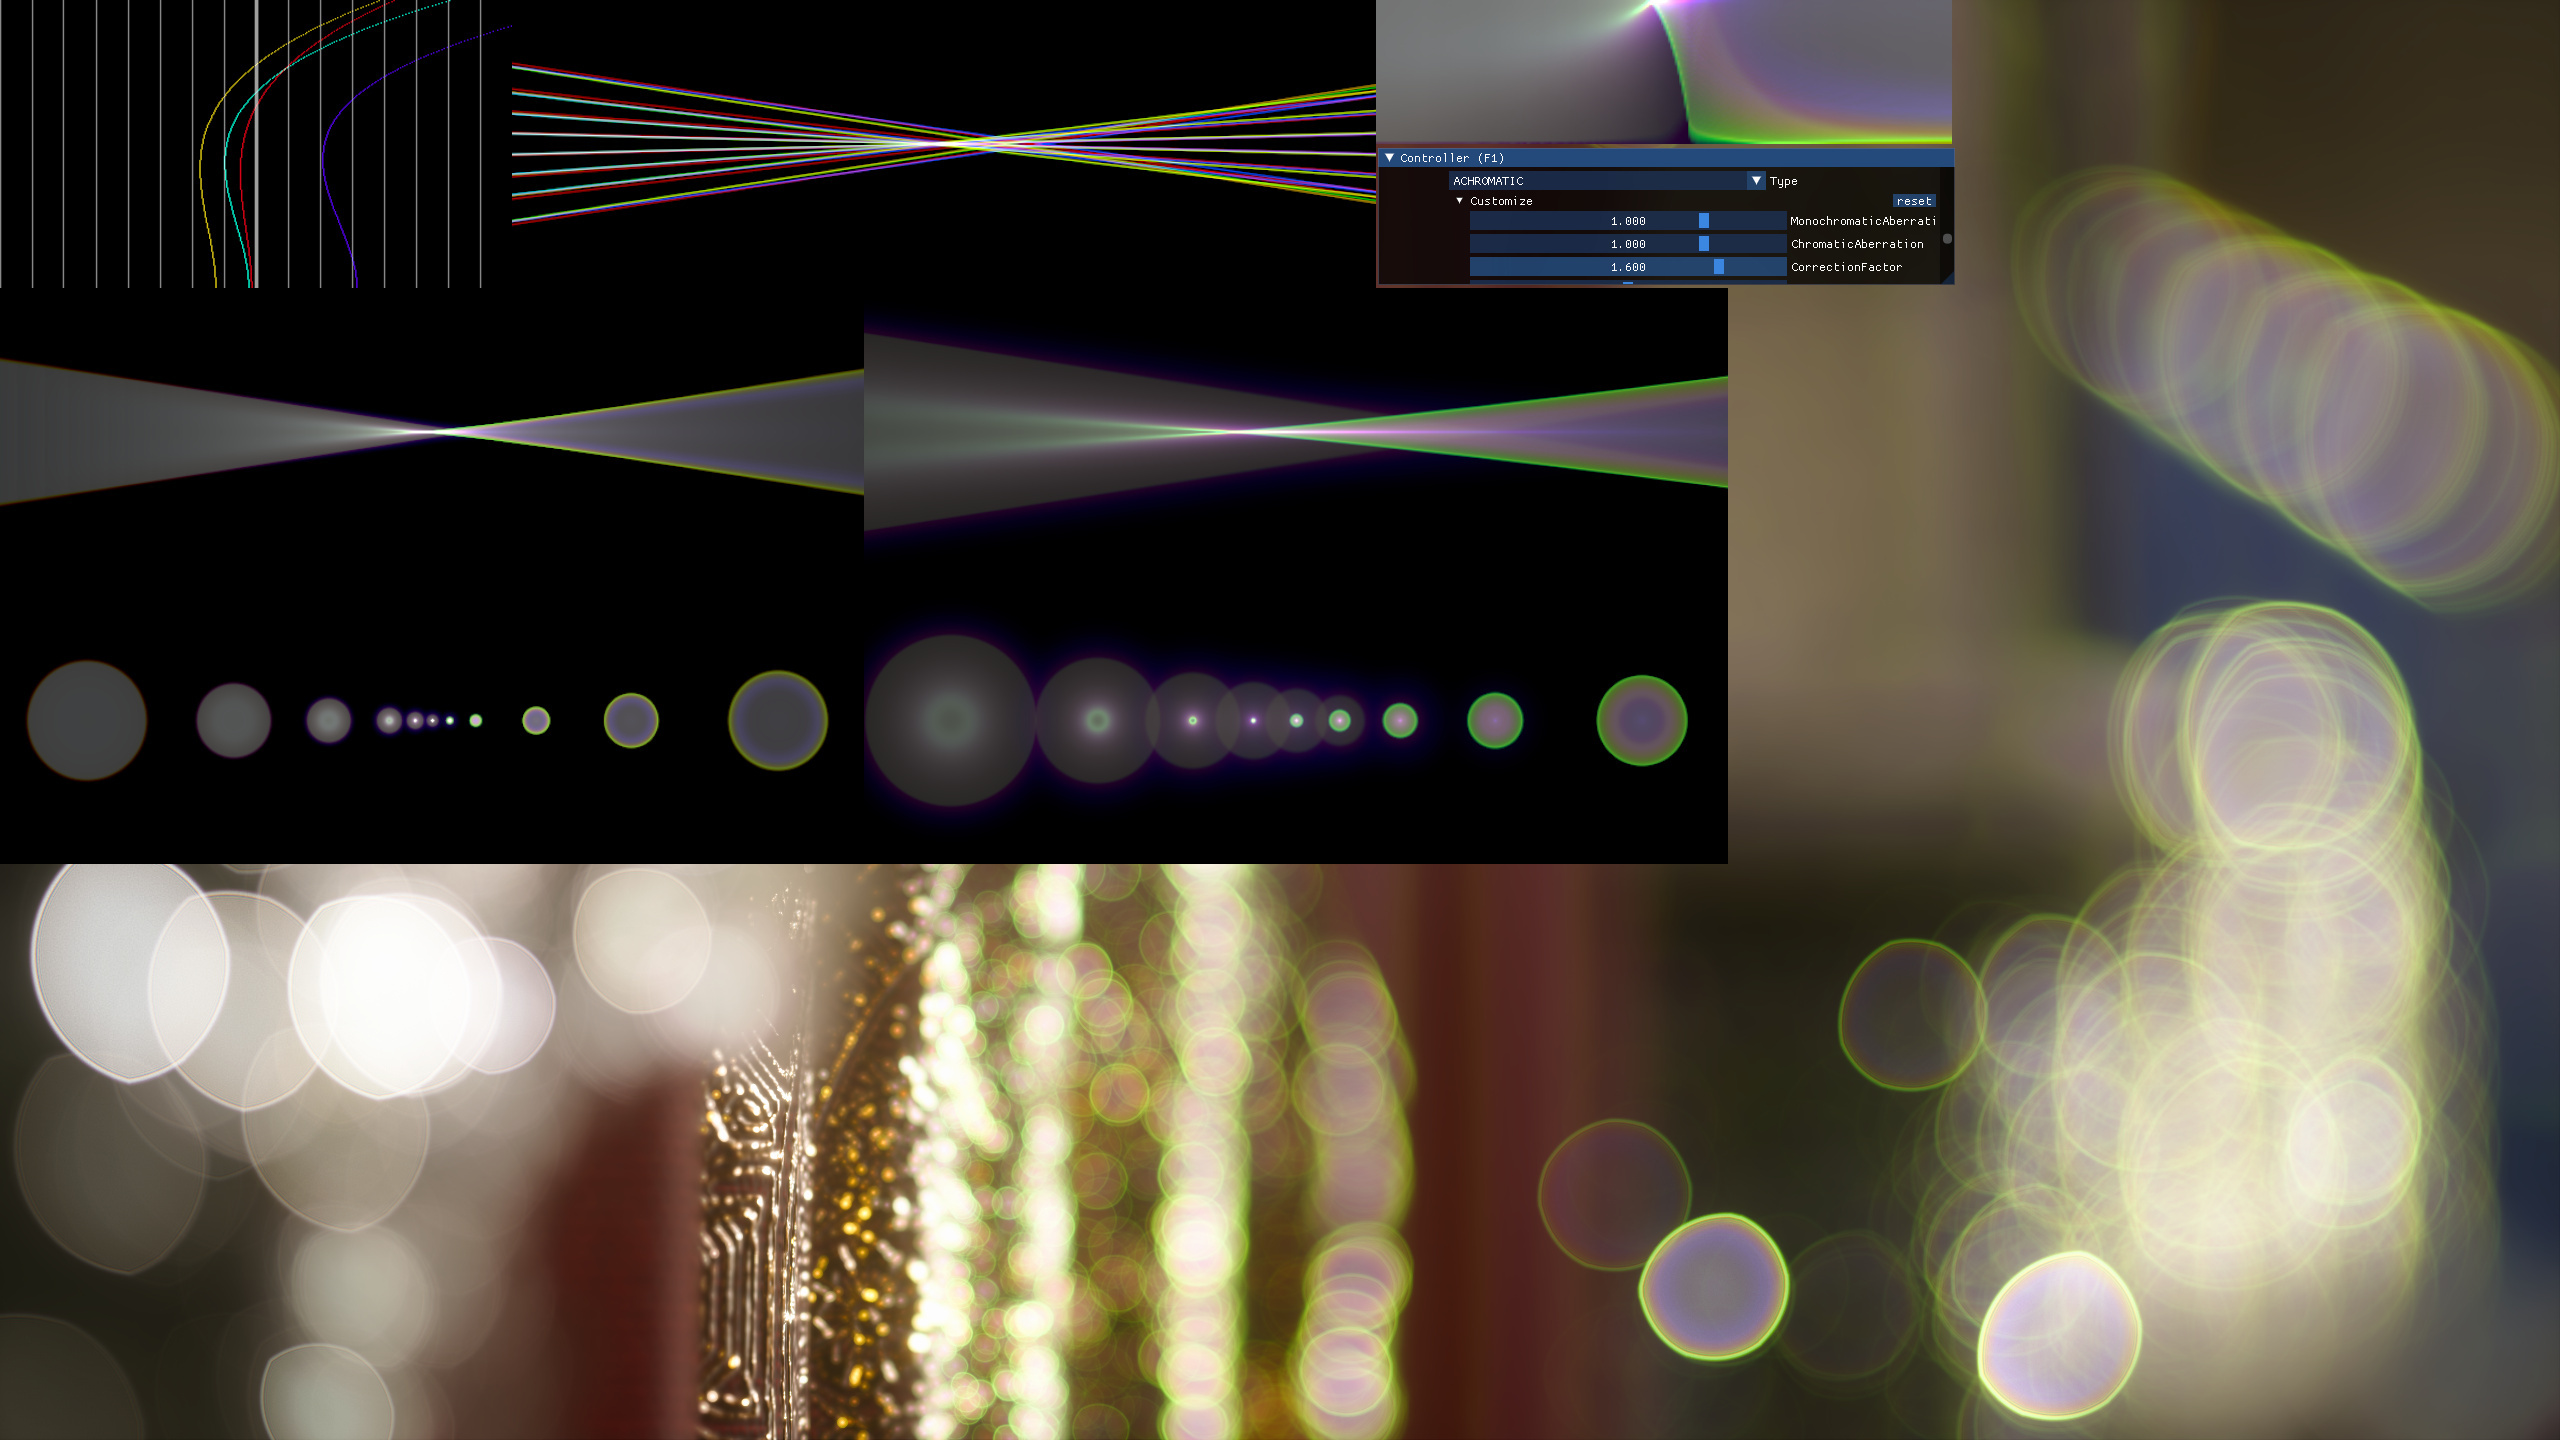 Controller (F1)
ACHROMATIC Type
Customize reset
1.000 MonochromaticAberrati
1.000 ChromaticAberration
1.600 CorrectionFactor